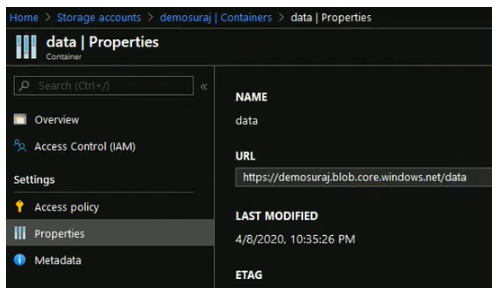 Home > Storage accounts > demosuraj | Containers > data | Properties
data | Properties
Container
Search (Ctrl+/)
«
Overview
Access Control (IAM)
Settings
Access policy
Properties
Metadata
NAME
data
URL
https://demosuraj.blob.core.windows.net/data
LAST MODIFIED
4/8/2020, 10:35:26 PM
ETAG